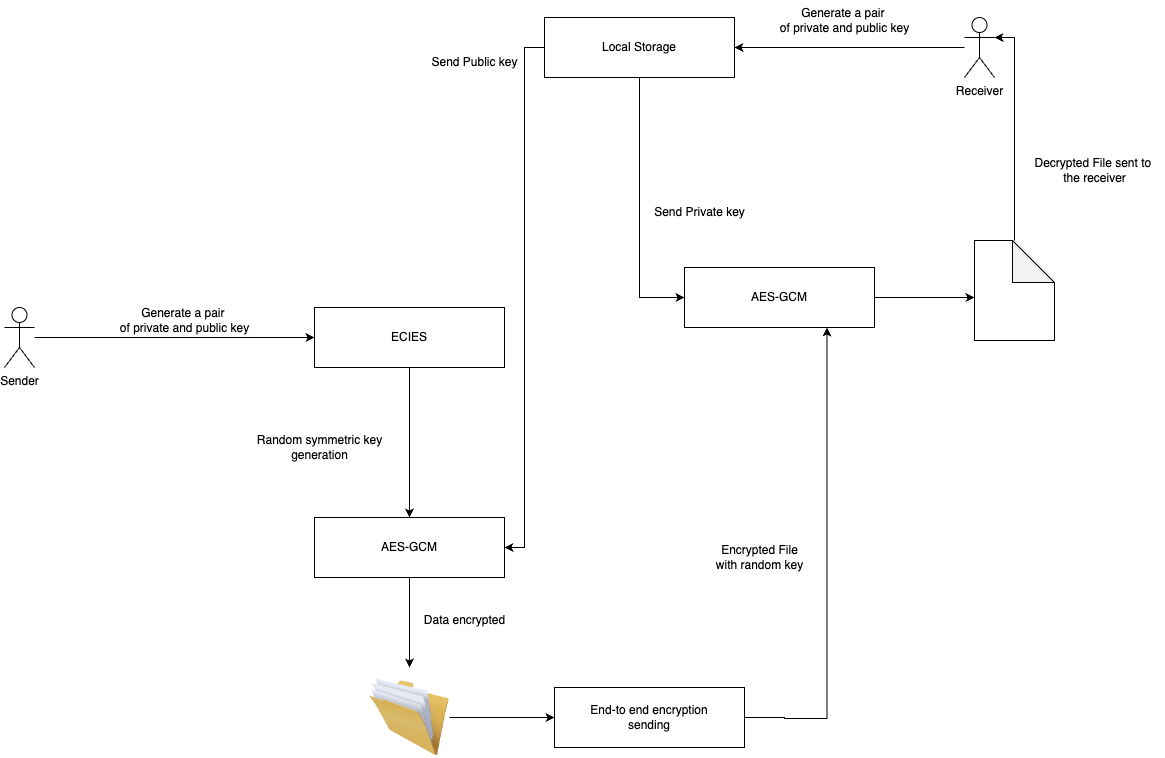 Generate a pair
of private and public key
Local Storage
Send Public key
Receiver
Decrypted File sent to
the receiver
Send Private key
AES-GCM
Generate a pair
of private and public key
ECIES
Sender
Random symmetric key
generation
AES-GCM
Encrypted File
with random key
Data encrypted
End-to end encryption
sending